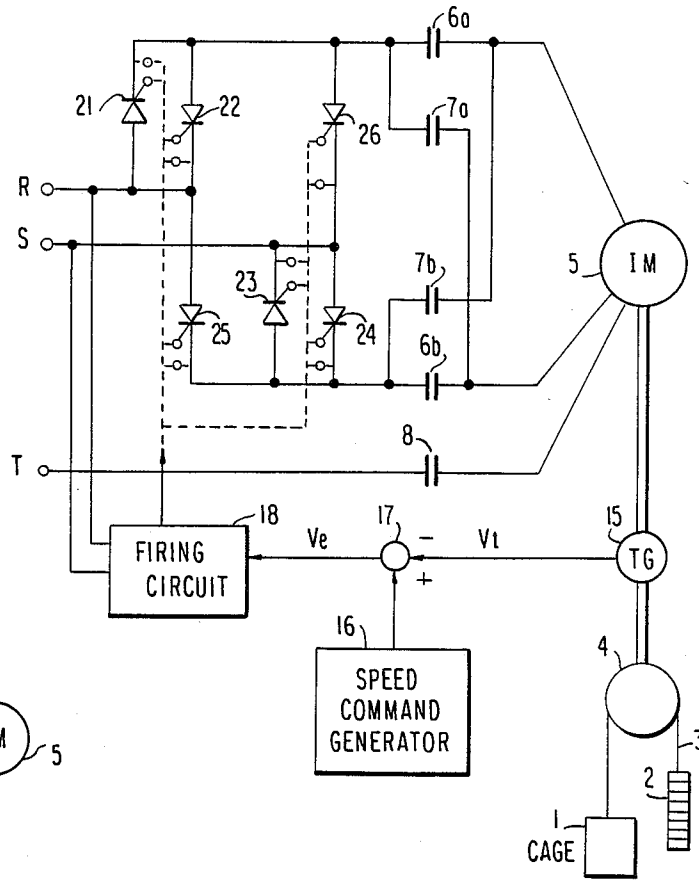 6a
21
22
26
7a
R
S
5
IM
7b
23
25
24
6b
8
T
18
17
15
FIRING
CIRCUIT
Ve
−
Vt
TG
+
16
4
SPEED
COMMAND
GENERATOR
M
5
3
2
1
CAGE